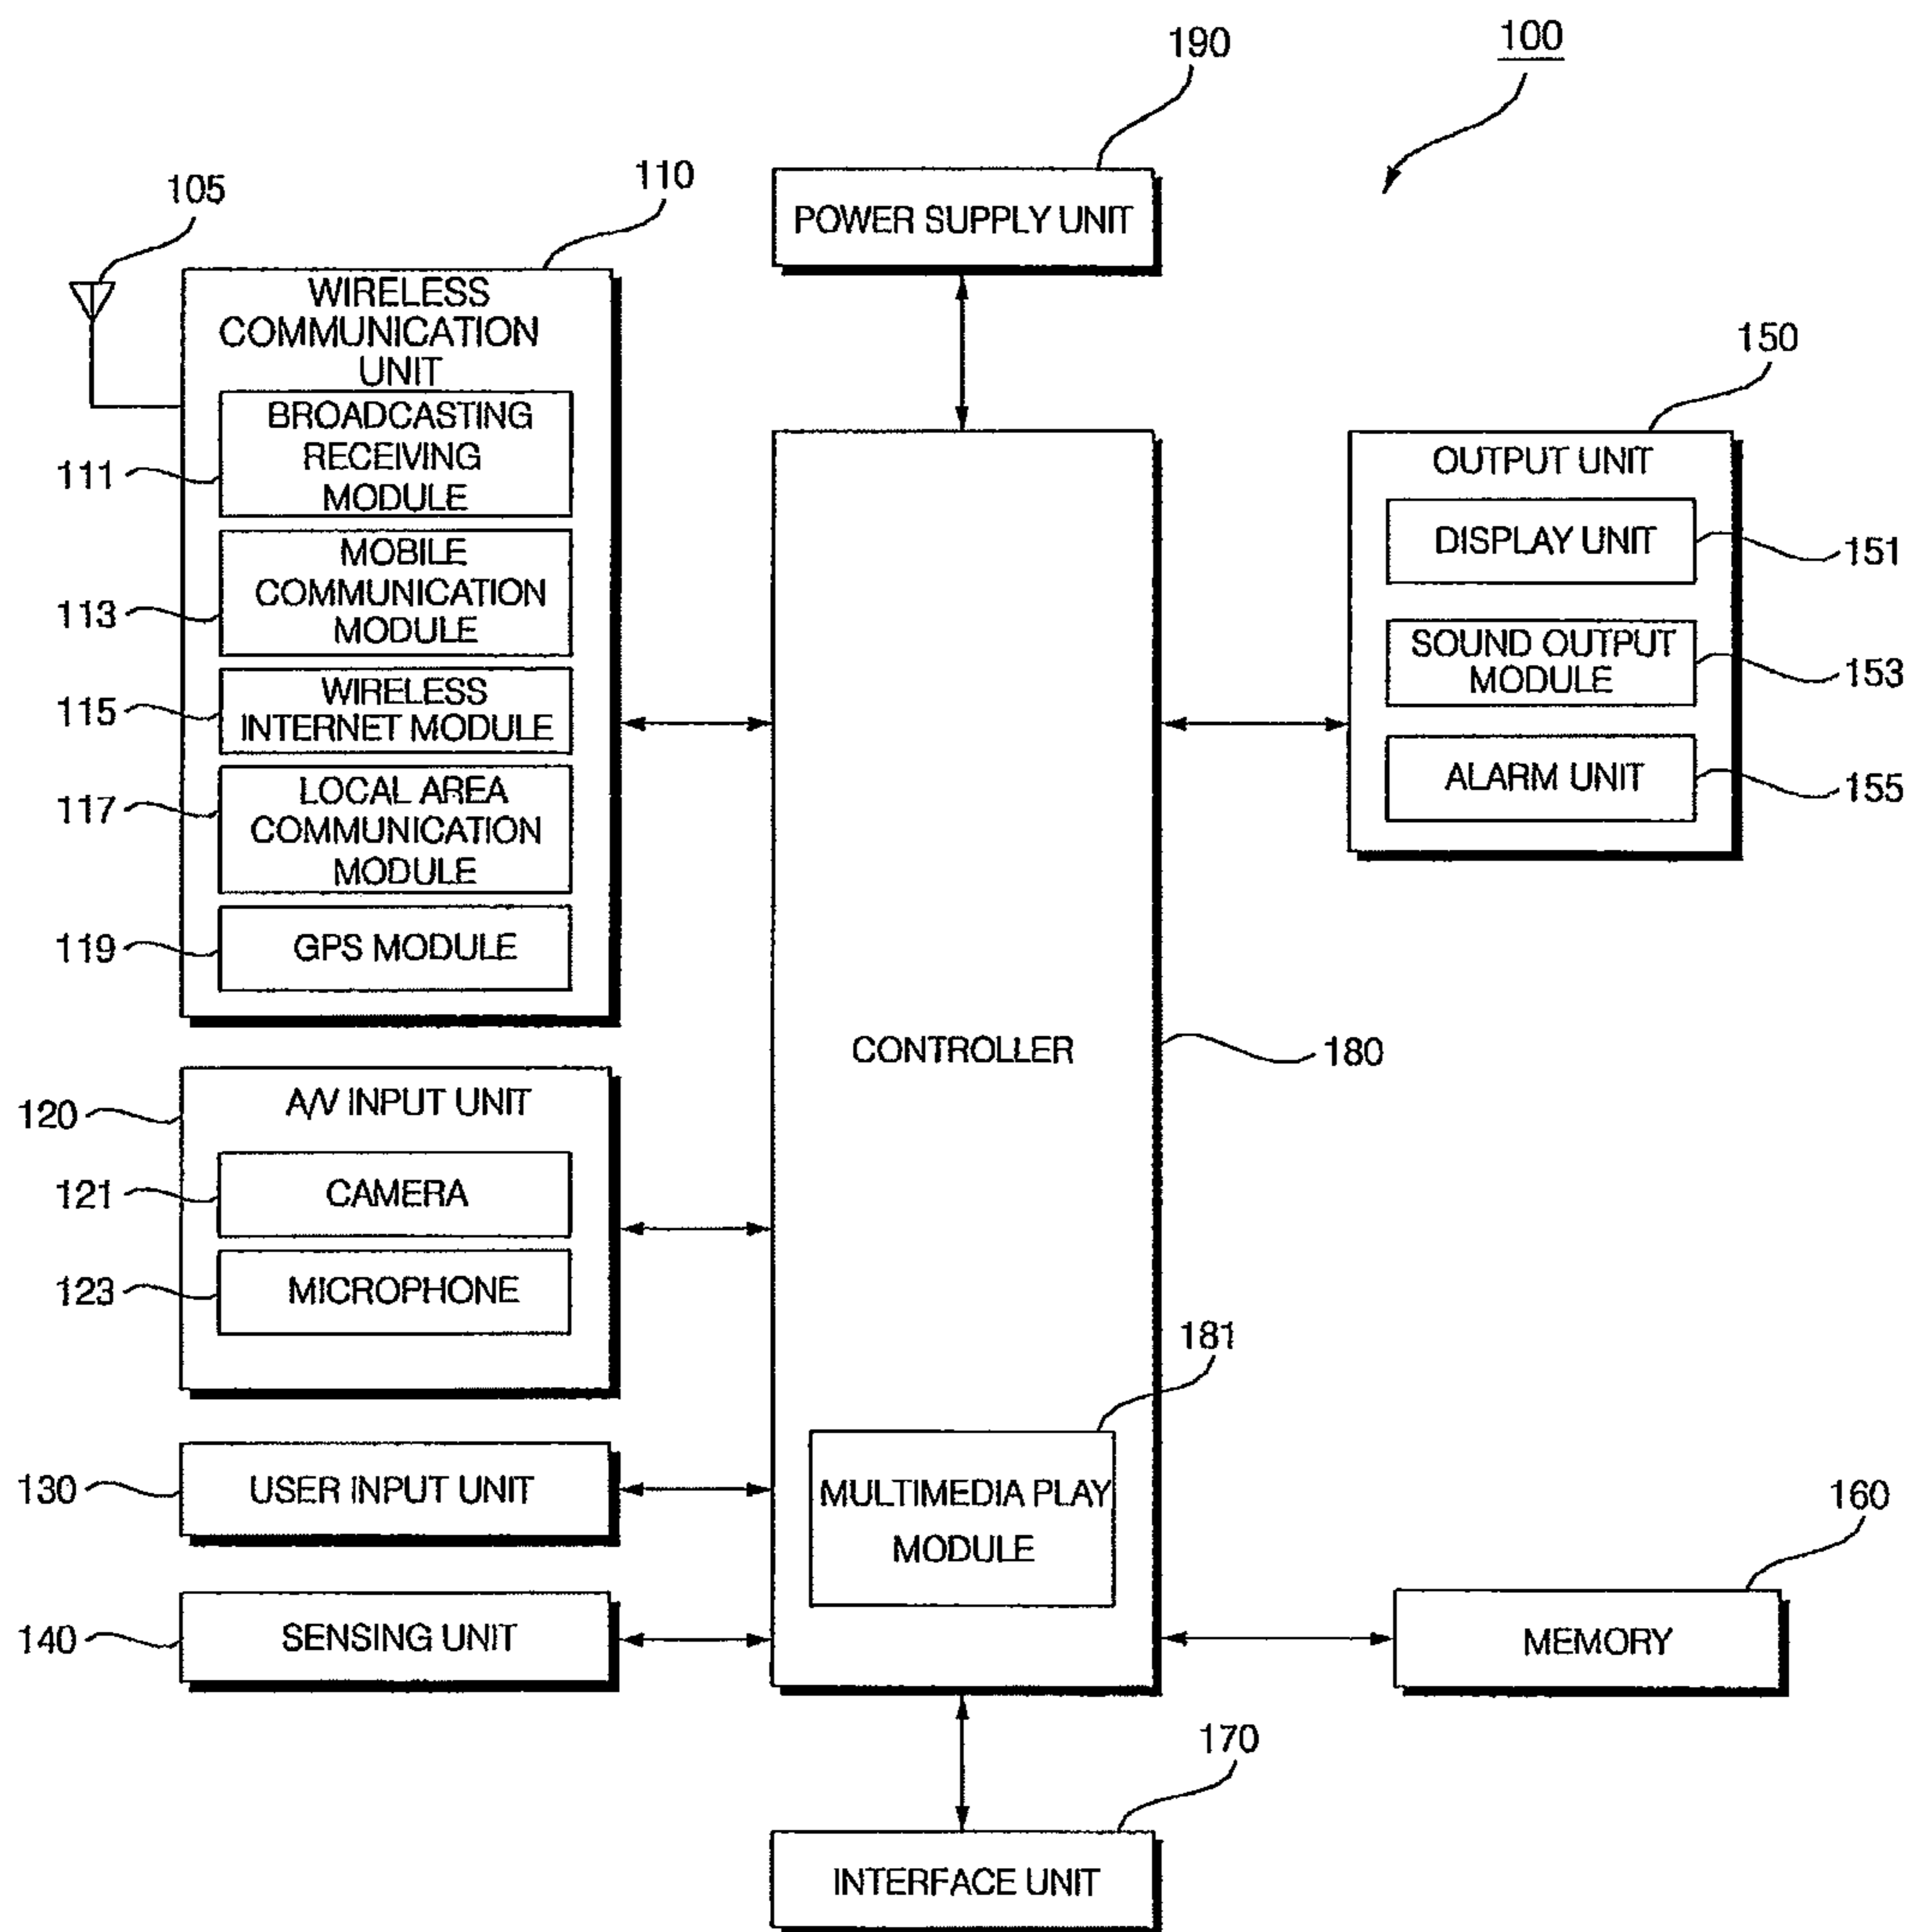 100
190
POWER SUPPLY UNIT
105
110
WIRELESS
COMMUNICATION
UNIT
111
BROADCASTING
RECEIVING
MODULE
113
MOBILE
COMMUNICATION
MODULE
115
WIRELESS
INTERNET MODULE
117
LOCAL AREA
COMMUNICATION
MODULE
119
GPS MODULE
120
A/V INPUT UNIT
121
CAMERA
123
MICROPHONE
130
USER INPUT UNIT
140
SENSING UNIT
CONTROLLER
180
181
MULTIMEDIA PLAY
MODULE
150
OUTPUT UNIT
DISPLAY UNIT
151
SOUND OUTPUT
MODULE
153
ALARM UNIT
155
160
MEMORY
170
INTERFACE UNIT